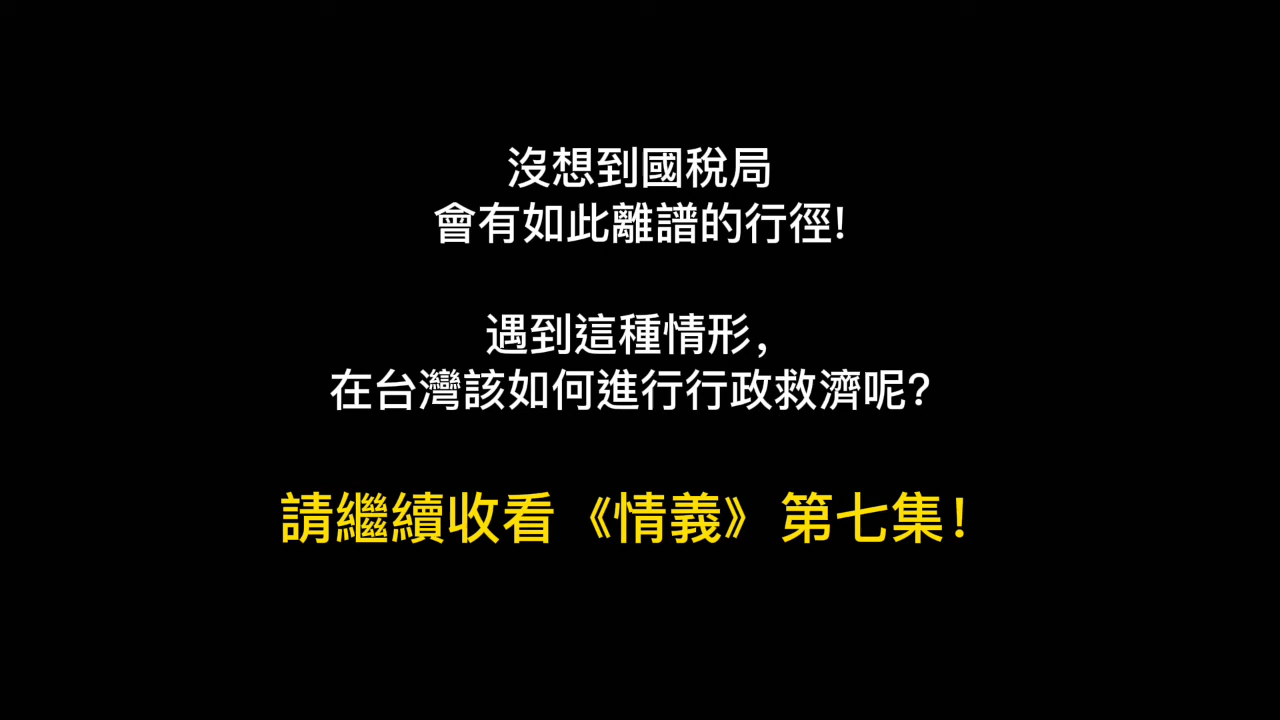 沒想到國稅局
會有如此離譜的行徑!
遇到這種情形，
在台灣該如何進行行政救濟呢?
請繼續收看《情義》第七集!